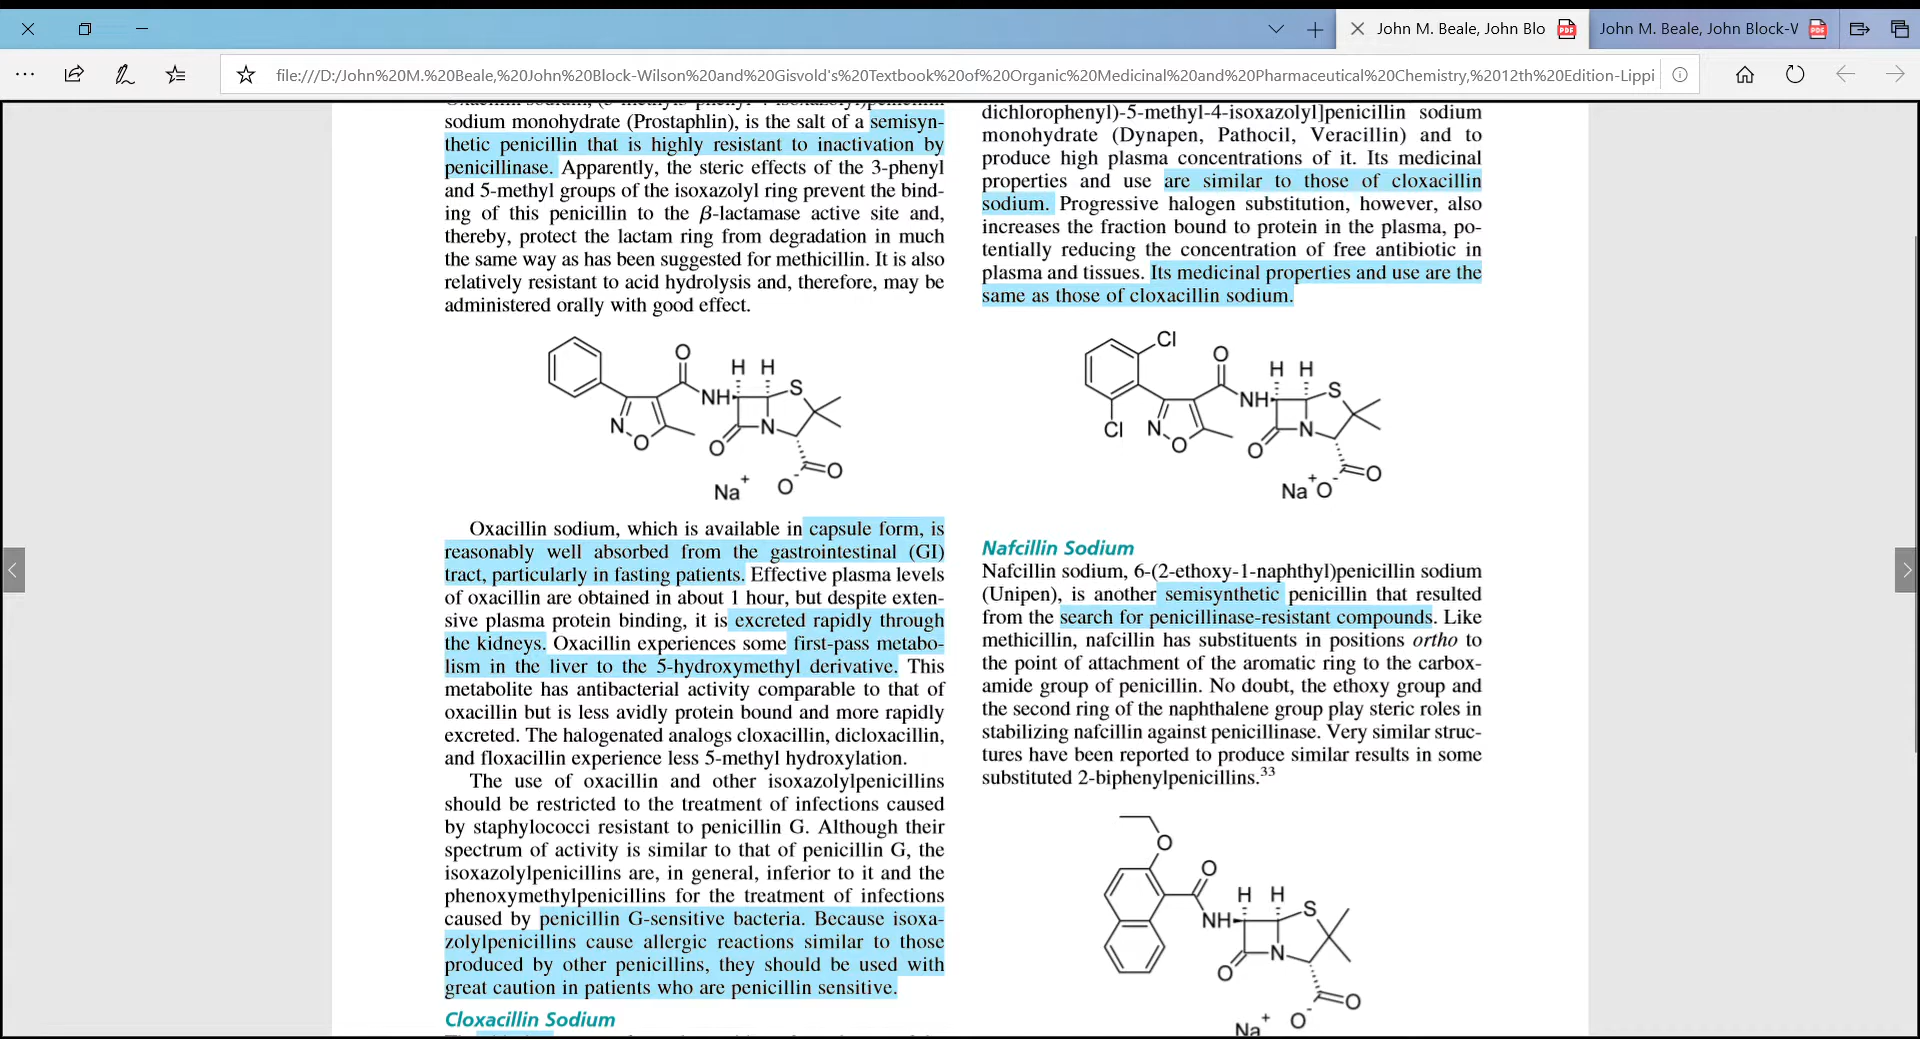 John M. Beale, John Blo
John M. Beale, John Block-V
file:///D:/John%20M.%20Beale,%20John%20Block-Wilson%20and%20Gisvold's%20Textbook%20of%20Organic%20Medicinal%20and%20Pharmaceutical%20Chemistry,%2012th%20Edition-Lippi
sodium monohydrate (Prostaphlin), is the salt of a semisyn-
thetic penicillin that is highly resistant to inactivation by
penicillinase. Apparently, the steric effects of the 3-phenyl
and 5-methyl groups of the isoxazolyl ring prevent the bind-
ing of this penicillin to the β-lactamase active site and,
thereby, protect the lactam ring from degradation in much
the same way as has been suggested for methicillin. It is also
relatively resistant to acid hydrolysis and, therefore, may be
administered orally with good effect.
O
H H
S
NH
N
O
N
O
O
Na+ O-
Oxacillin sodium, which is available in capsule form, is
reasonably well absorbed from the gastrointestinal (GI)
tract, particularly in fasting patients. Effective plasma levels
of oxacillin are obtained in about 1 hour, but despite exten-
sive plasma protein binding, it is excreted rapidly through
the kidneys. Oxacillin experiences some first-pass metabo-
lism in the liver to the 5-hydroxymethyl derivative. This
metabolite has antibacterial activity comparable to that of
oxacillin but is less avidly protein bound and more rapidly
excreted. The halogenated analogs cloxacillin, dicloxacillin,
and floxacillin experience less 5-methyl hydroxylation.
The use of oxacillin and other isoxazolylpenicillins
should be restricted to the treatment of infections caused
by staphylococci resistant to penicillin G. Although their
spectrum of activity is similar to that of penicillin G, the
isoxazolylpenicillins are, in general, inferior to it and the
phenoxymethylpenicillins for the treatment of infections
caused by penicillin G-sensitive bacteria. Because isoxa-
zolylpenicillins cause allergic reactions similar to those
produced by other penicillins, they should be used with
great caution in patients who are penicillin sensitive.
Cloxacillin Sodium
dichlorophenyl)-5-methyl-4-isoxazolyl]penicillin sodium
monohydrate (Dynapen, Pathocil, Veracillin) and to
produce high plasma concentrations of it. Its medicinal
properties and use are similar to those of cloxacillin
sodium. Progressive halogen substitution, however, also
increases the fraction bound to protein in the plasma, po-
tentially reducing the concentration of free antibiotic in
plasma and tissues. Its medicinal properties and use are the
same as those of cloxacillin sodium.
Cl
O
H H
S
NH
Cl
N
O
N
O
O
Na+ O-
Nafcillin Sodium
Nafcillin sodium, 6-(2-ethoxy-1-naphthyl)penicillin sodium
(Unipen), is another semisynthetic penicillin that resulted
from the search for penicillinase-resistant compounds. Like
methicillin, nafcillin has substituents in positions ortho to
the point of attachment of the aromatic ring to the carbox-
amide group of penicillin. No doubt, the ethoxy group and
the second ring of the naphthalene group play steric roles in
stabilizing nafcillin against penicillinase. Very similar struc-
tures have been reported to produce similar results in some
substituted 2-biphenylpenicillins.33
O
O
H H
S
NH
N
O
O
Na+ O-